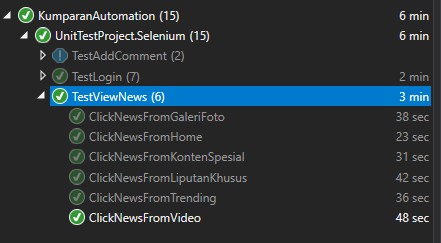 KumparanAutomation (15) 6 min
UnitTestProject.Selenium (15) 6 min
TestAddComment (2)
TestLogin (7) 2 min
TestViewNews (6) 3 min
ClickNewsFromGaleriFoto 38 sec
ClickNewsFromHome 23 sec
ClickNewsFromKontenSpesial 31 sec
ClickNewsFromLiputanKhusus 42 sec
ClickNewsFromTrending 36 sec
ClickNewsFromVideo 48 sec